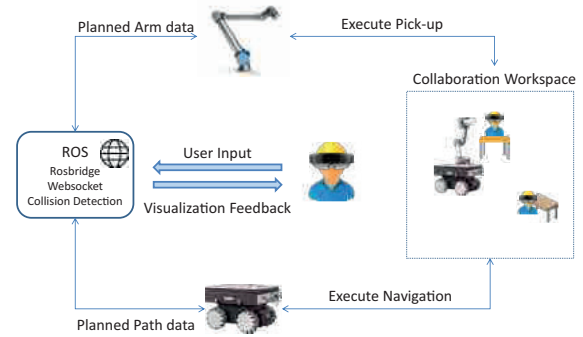 Planned Arm data
Execute Pick-up
Collaboration Workspace
ROS
Rosbridge
Websocket
Collision Detection
User Input
Visualization Feedback
Planned Path data
Execute Navigation